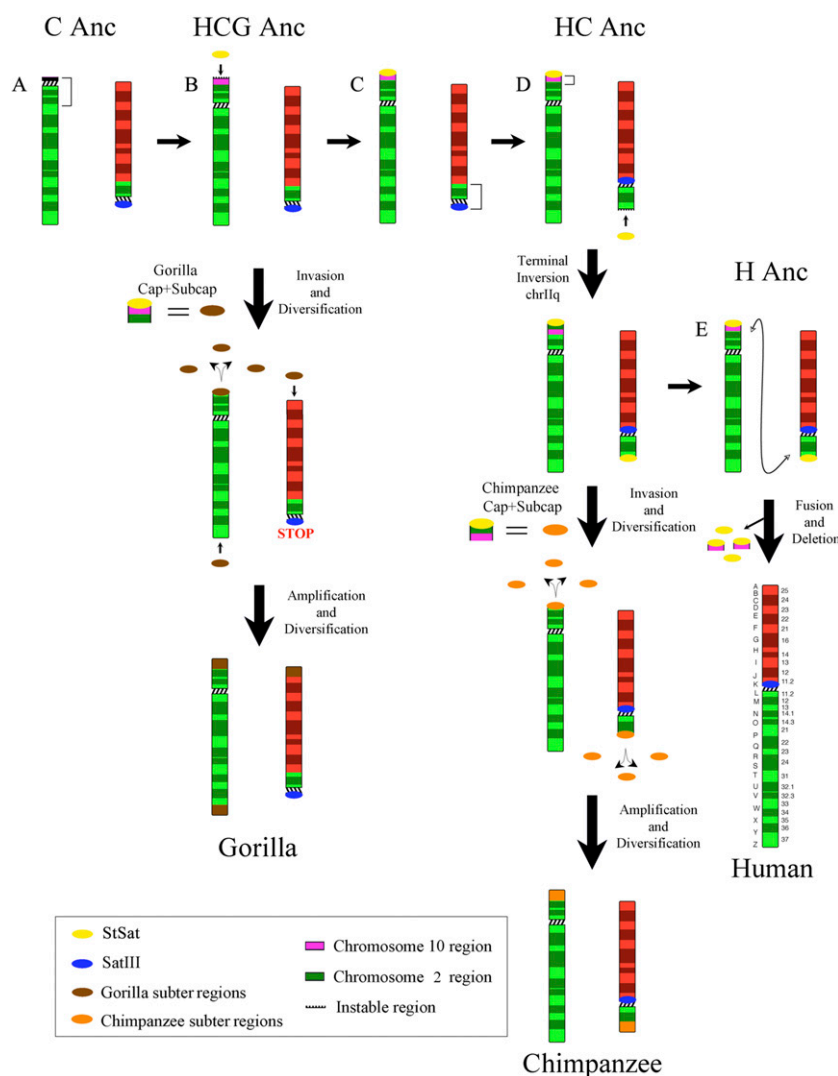 C Anc
HCG Anc
HC Anc
A
B
C
D
Gorilla
Cap+Subcap
Invasion
and
Diversification
Terminal
Inversion
chrIIq
H Anc
E
STOP
Chimpanzee
Cap+Subcap
Invasion
and
Diversification
Fusion
and
Deletion
Amplification
and
Diversification
A 25
B
C 24
D 23
E 22
F 21
G 16
H 14
I 13
J 12
K 11.2
L 11.2
M 12
13
N 14.1
O 14.3
P 21
Q 22
R 23
S 24
T 31
U 32.1
V 32.3
W 33
34
X 35
Y 36
Z 37
Gorilla
Amplification
and
Diversification
Human
StSat
SatIII
Gorilla subter regions
Chimpanzee subter regions
Chromosome 10 region
Chromosome 2 region
Instable region
Chimpanzee